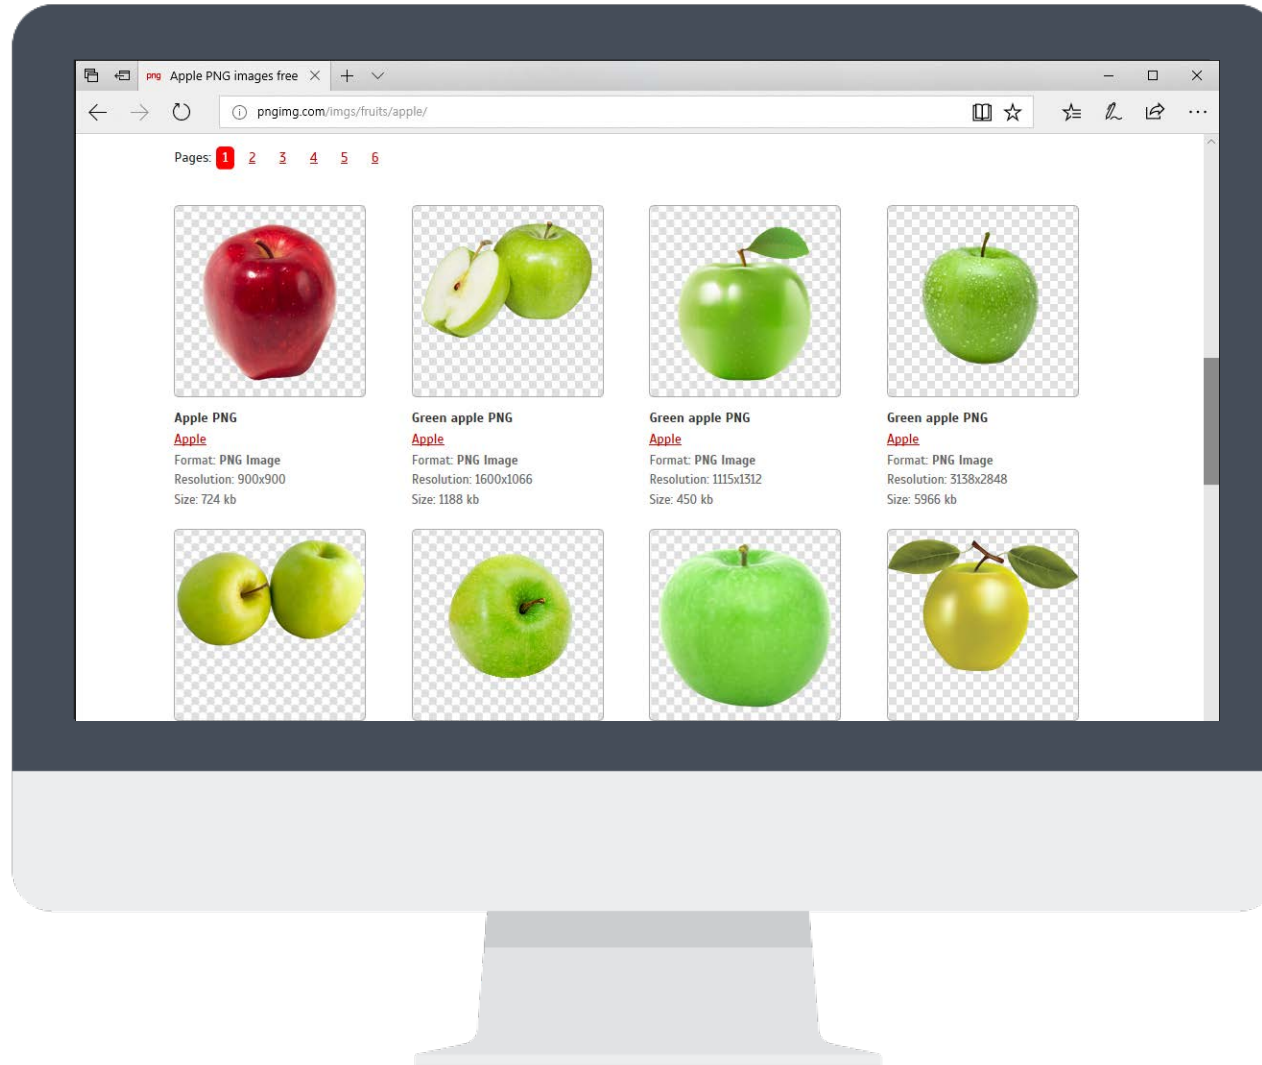 png Apple PNG images free
pngimg.com/imgs/fruits/apple/
Pages: 1 2 3 4 5 6
Apple PNG
Apple
Format: PNG Image
Resolution: 900x900
Size: 724 kb
Green apple PNG
Apple
Format: PNG Image
Resolution: 1600x1066
Size: 1188 kb
Green apple PNG
Apple
Format: PNG Image
Resolution: 1115x1312
Size: 450 kb
Green apple PNG
Apple
Format: PNG Image
Resolution: 3138x2848
Size: 5966 kb